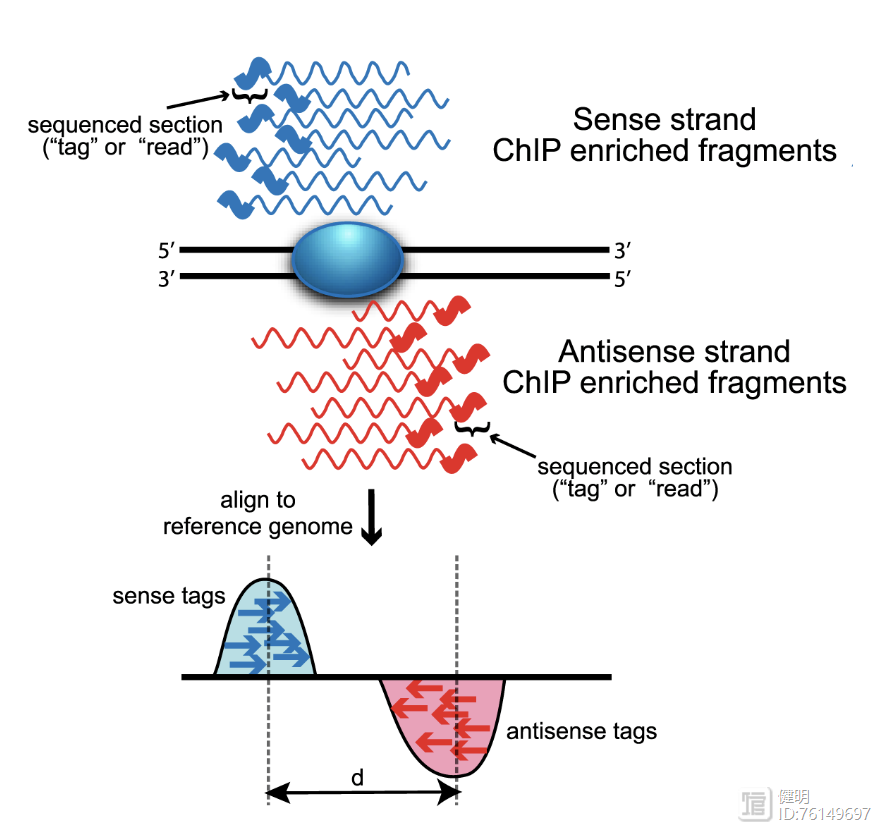 sequenced section
(“tag” or “read”)
Sense strand
ChIP enriched fragments
5′
3′
3′
5′
Antisense strand
ChIP enriched fragments
sequenced section
(“tag” or “read”)
align to
reference genome
sense tags
antisense tags
d
健明
ID:76149697